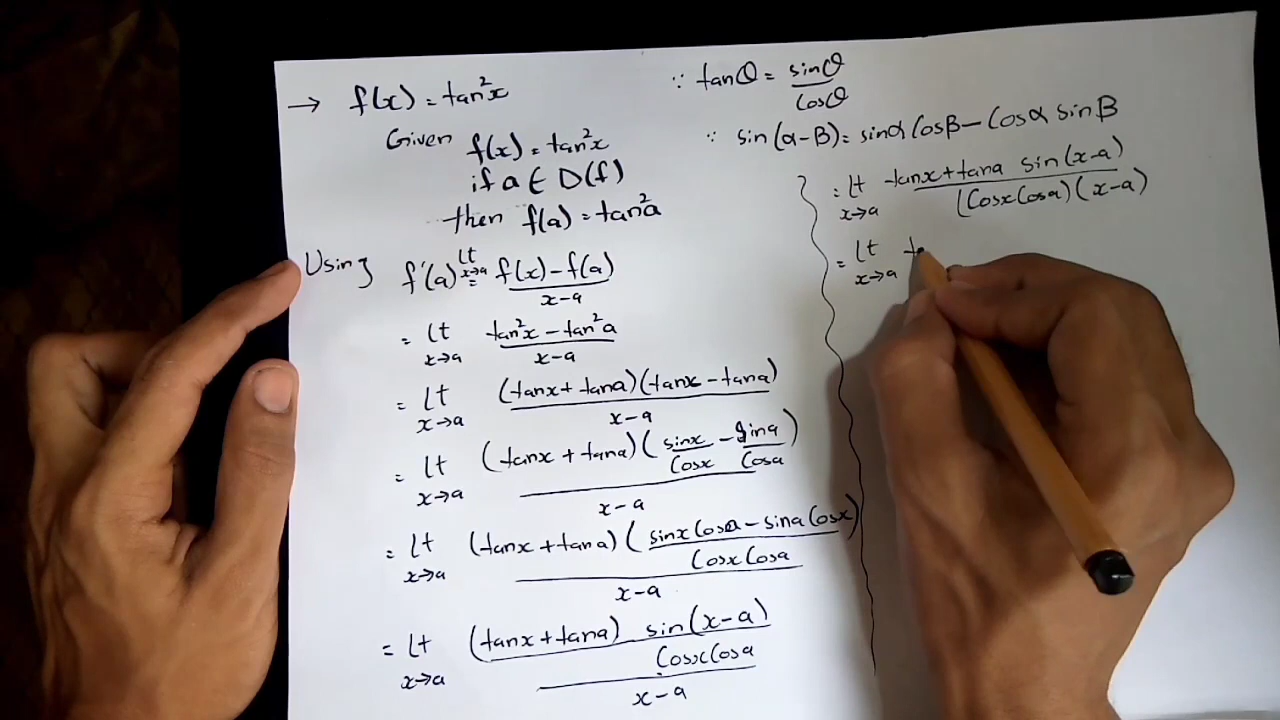 → f(x) = tan²x
Given f(x) = tan²x
if a ∈ D(f)
then f(a) = tan²a
Using f'(a) = Lt x→a f(x) - f(a) / x-a
= Lt x→a tan²x - tan²a / x-a
= Lt x→a (tanx + tana)(tanx - tana) / x-a
= Lt x→a (tanx + tana)(sinx/Cosx - Sina/Cosa) / x-a
= Lt x→a (tanx + tana)(sinx Cosa - sina Cosx / Cosx Cosa) / x-a
= Lt x→a (tanx + tana) sin(x-a) / Cosx Cosa / x-a
∵ tanθ = sinθ / Cosθ
∵ sin(α-β) = sinα Cosβ - Cosα sinβ
= Lt x→a tanx + tana sin(x-a) / (Cosx Cosa)(x-a)
= Lt x→a